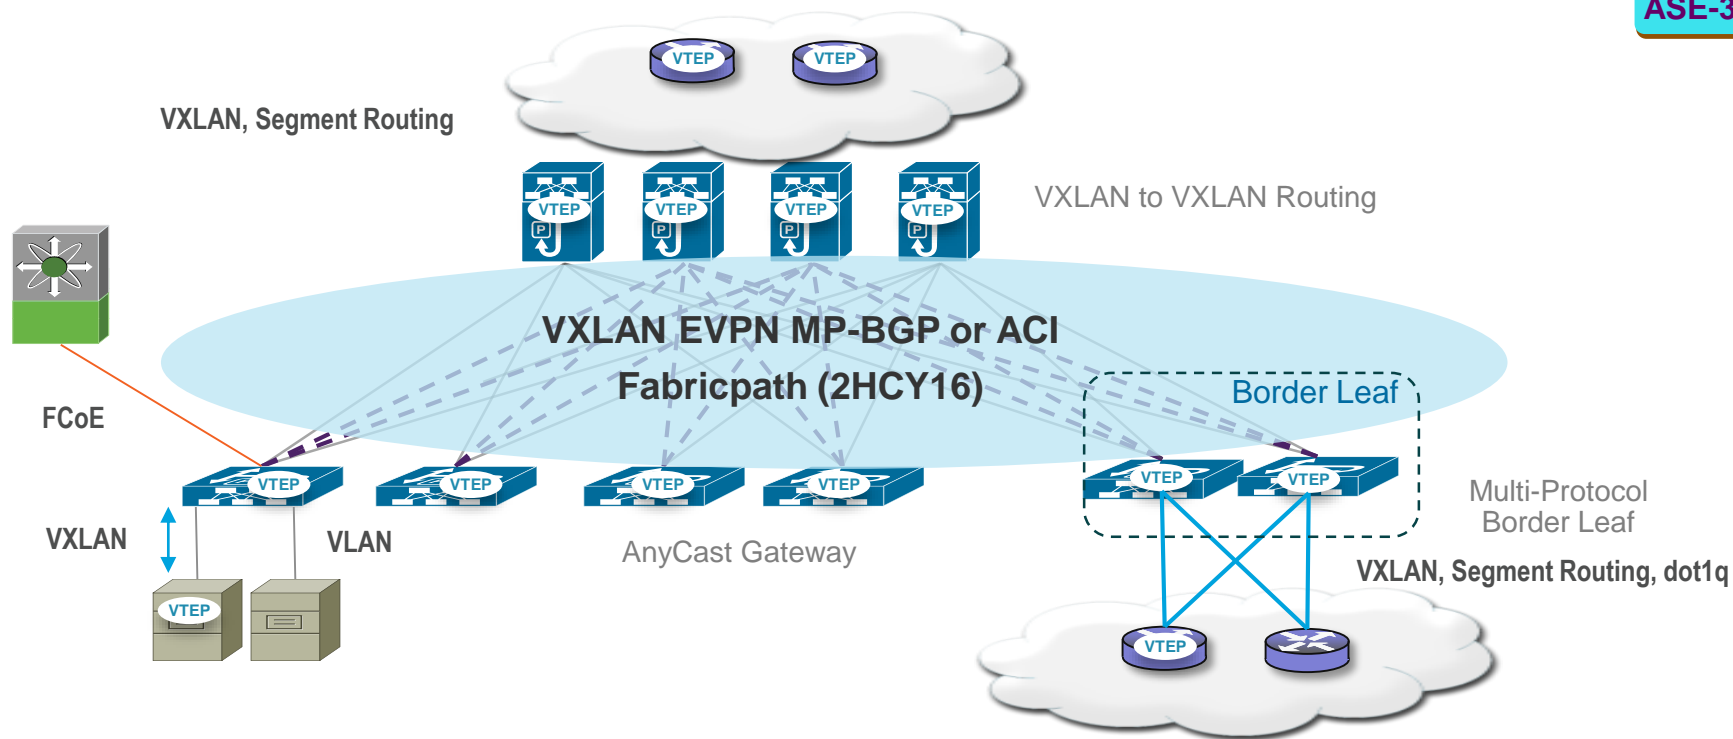 ASE-3
VTEP
VTEP
VXLAN, Segment Routing
VTEP
VTEP
VTEP
VTEP
P
P
P
P
VXLAN to VXLAN Routing
VXLAN EVPN MP-BGP or ACI
Fabricpath (2HCY16)
Border Leaf
FCoE
VTEP
VTEP
VTEP
VTEP
VTEP
VTEP
Multi-Protocol
Border Leaf
VXLAN
VLAN
AnyCast Gateway
VXLAN, Segment Routing, dot1q
VTEP
VTEP